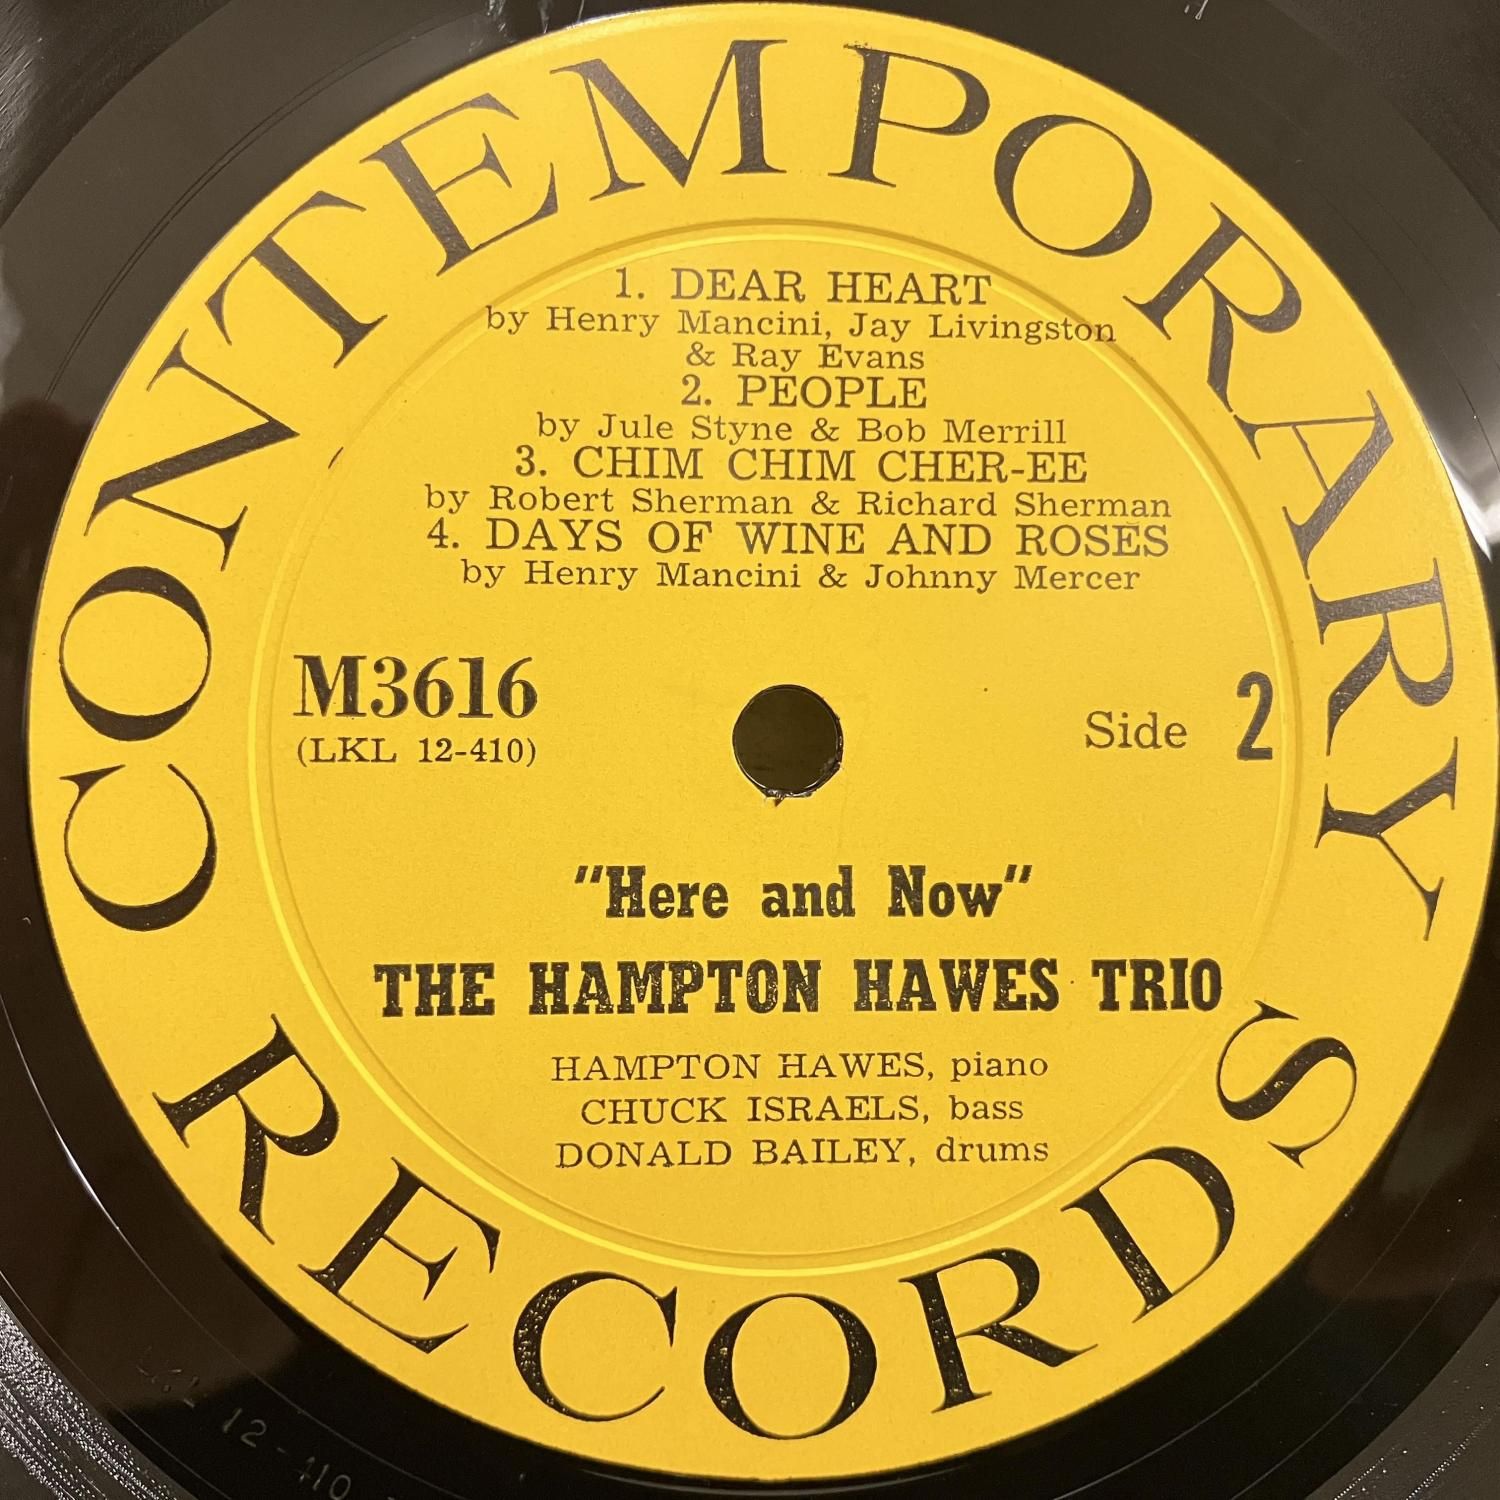 CONTEMPORARY
1. DEAR HEART
by Henry Mancini, Jay Livingston
& Ray Evans
2. PEOPLE
by Jule Styne & Bob Merrill
3. CHIM CHIM CHER-EE
by Robert Sherman & Richard Sherman
4. DAYS OF WINE AND ROSES
by Henry Mancini & Johnny Mercer
M3616
(LKL 12-410)
Side 2
"Here and Now"
THE HAMPTON HAWES TRIO
HAMPTON HAWES, piano
CHUCK ISRAELS, bass
DONALD BAILEY, drums
RECORDS
12-410